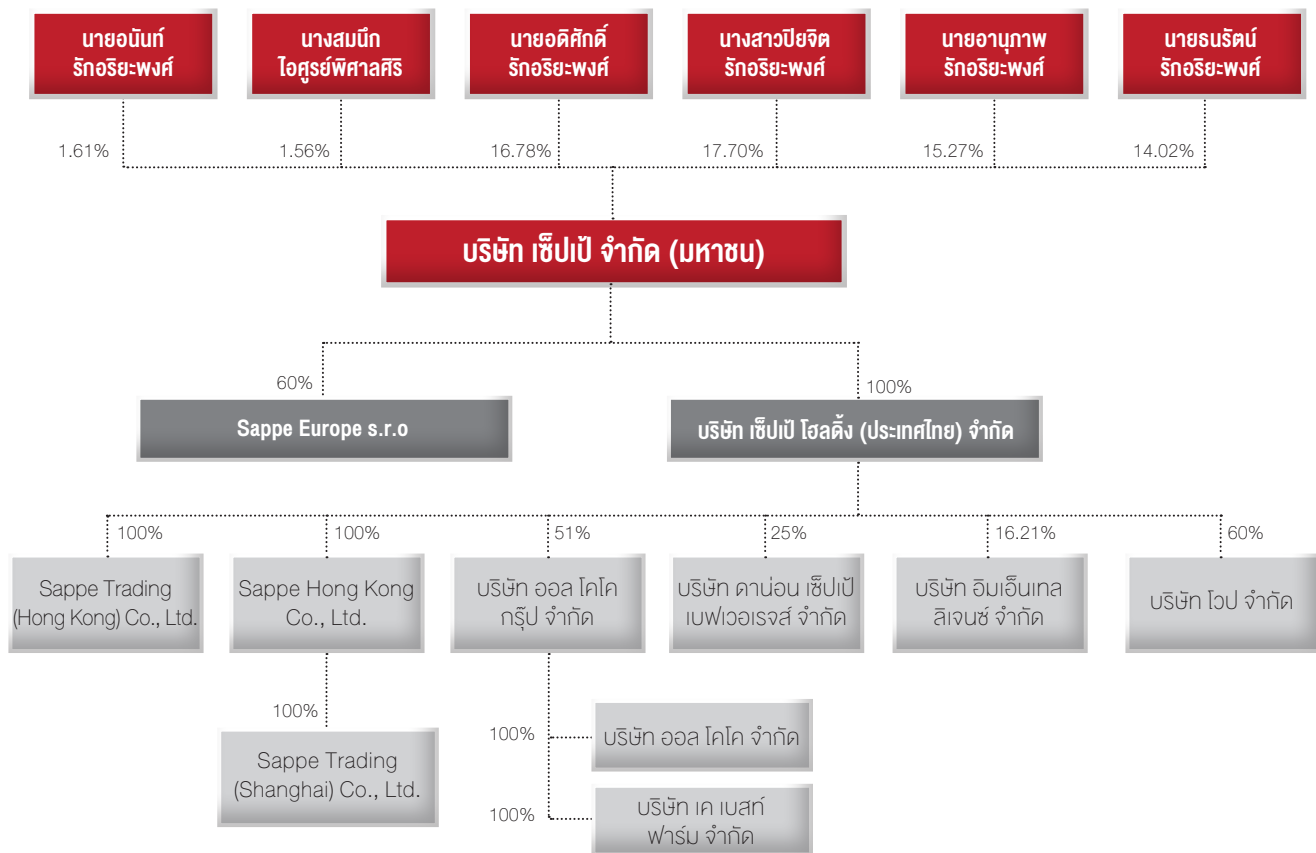 นายอนันท์
รักอริยะพงศ์
นางสมนึก
ไอศูรย์พิศาลศิริ
นายอดิศักดิ์
รักอริยะพงศ์
นางสาวปิยจิต
รักอริยะพงศ์
นายอานุภาพ
รักอริยะพงศ์
นายธนรัตน์
รักอริยะพงศ์
1.61%
1.56%
16.78%
17.70%
15.27%
14.02%
บริษัท เซ็ปเป้ จำกัด (มหาชน)
60%
100%
Sappe Europe s.r.o
บริษัท เซ็ปเป้ โฮลดิ้ง (ประเทศไทย) จำกัด
100%
100%
51%
25%
16.21%
60%
Sappe Trading
(Hong Kong) Co., Ltd.
Sappe Hong Kong
Co., Ltd.
บริษัท ออล โคโค
กรุ๊ป จำกัด
บริษัท ดาน่อน เซ็ปเป้
เบฟเวอเรจส์ จำกัด
บริษัท อิมเอ็นเทล
ลิเจนซ์ จำกัด
บริษัท โวป จำกัด
100%
Sappe Trading
(Shanghai) Co., Ltd.
100%
บริษัท ออล โคโค จำกัด
100%
บริษัท เค เบสท์
ฟาร์ม จำกัด